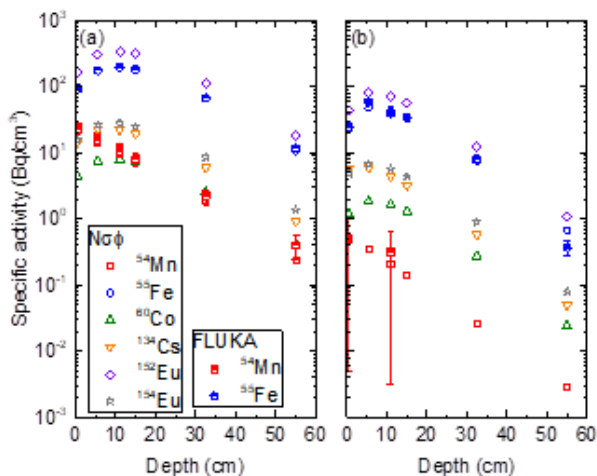 (a)
(b)
10³
10²
10¹
10⁰
10⁻¹
10⁻²
10⁻³
Specific activity (Bq/cm³)
Nσϕ
⁵⁴Mn
⁵⁵Fe
⁶⁰Co
¹³⁴Cs
¹⁵²Eu
¹⁵⁴Eu
FLUKA
⁵⁴Mn
⁵⁵Fe
0 10 20 30 40 50 60 0 10 20 30 40 50 60
Depth (cm) Depth (cm)